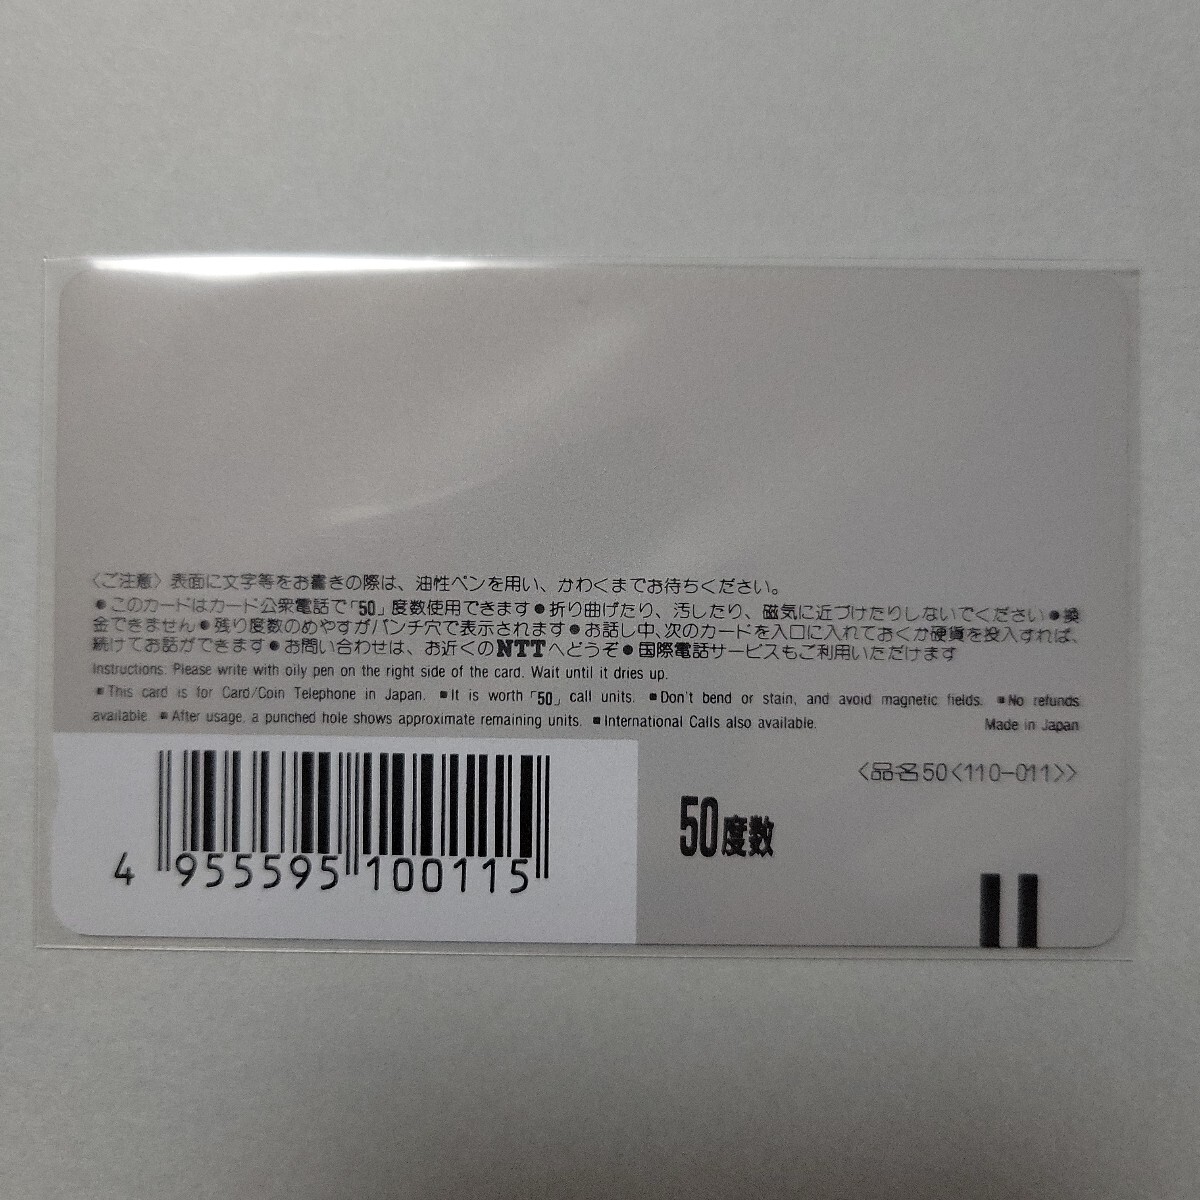 〈ご注意〉表面に文字等をお書きの際は、油性ペンを用い、かわくまでお待ちください。
●このカードはカード公衆電話で「50」度数使用できます●折り曲げたり、汚したり、磁気に近づけたりしないでください●換
金できません●残り度数のめやすがパンチ穴で表示されます●お話し中、次のカードを入口に入れておくか硬貨を投入すれば、
続けてお話ができます●お問い合わせは、お近くのNTTへどうぞ●国際電話サービスもご利用いただけます
Instructions: Please write with oily pen on the right side of the card. Wait until it dries up.
■This card is for Card/Coin Telephone in Japan. ■It is worth「50」call units. ■Don't bend or stain, and avoid magnetic fields. ■No refunds
available ■After usage, a punched hole shows approximate remaining units. ■International Calls also available. Made in Japan
〈品名50〈110-011〉〉
50度数
4 955595 100115